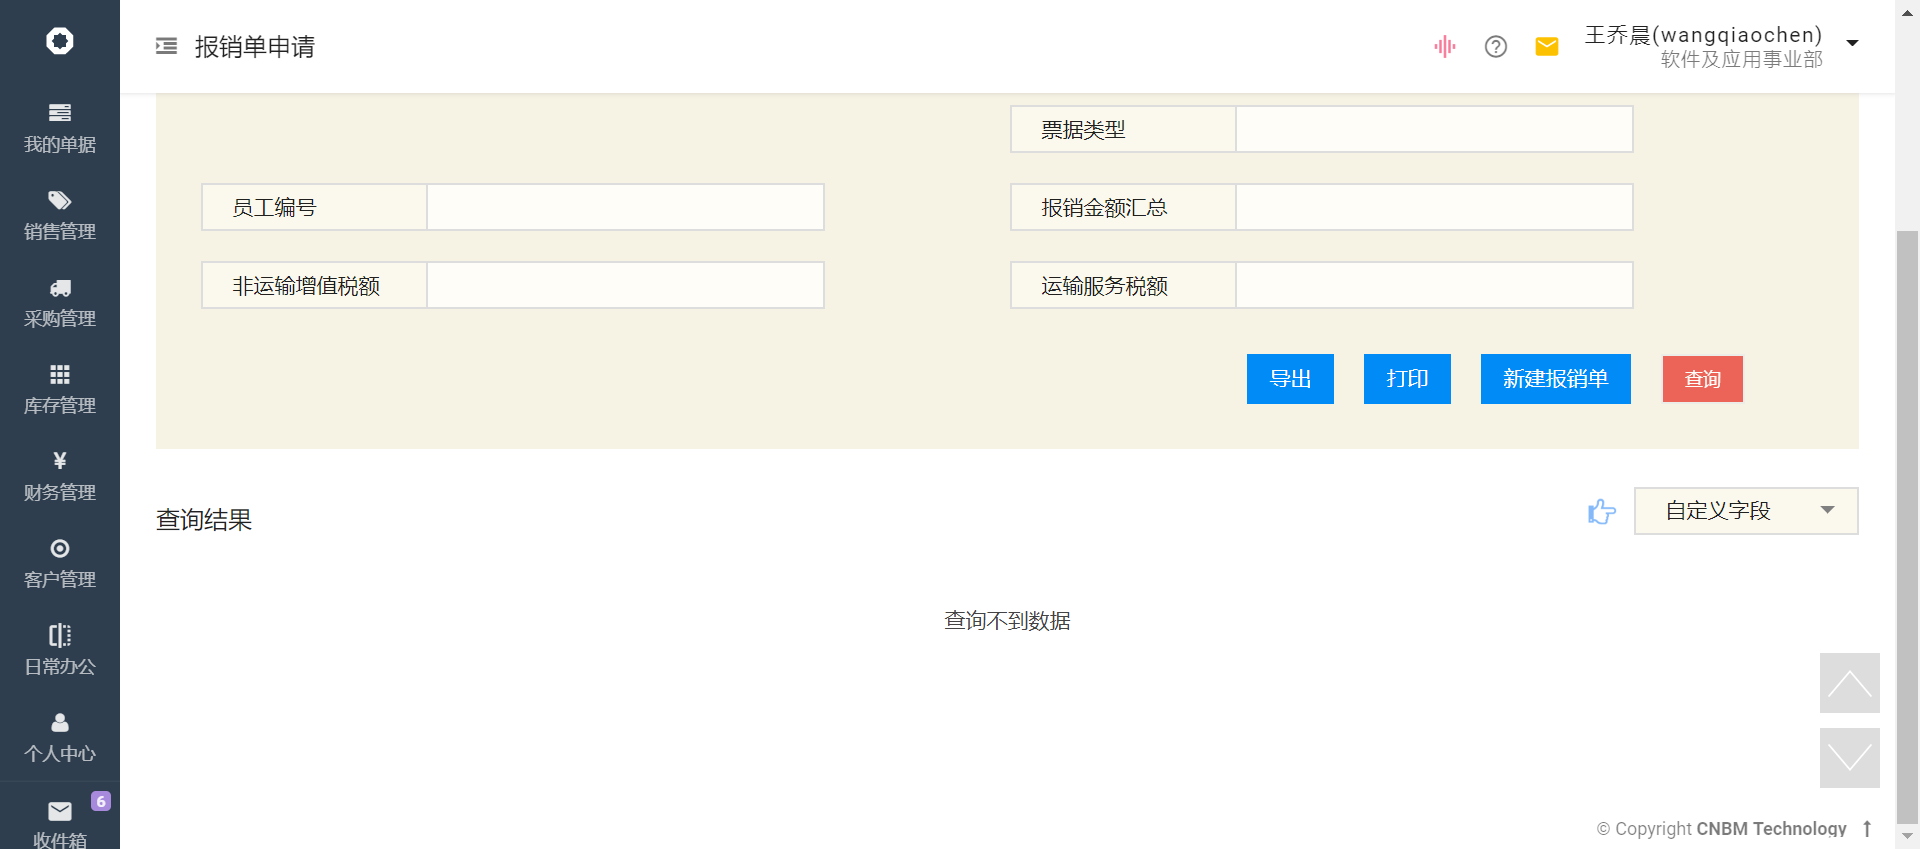 报销单申请
王乔晨(wangqiaochen)
软件及应用事业部
我的单据
销售管理
采购管理
库存管理
¥
财务管理
客户管理
日常办公
个人中心
6
收件箱
票据类型
员工编号
报销金额汇总
非运输增值税额
运输服务税额
导出
打印
新建报销单
查询
查询结果
自定义字段
查询不到数据
© Copyright CNBM Technology